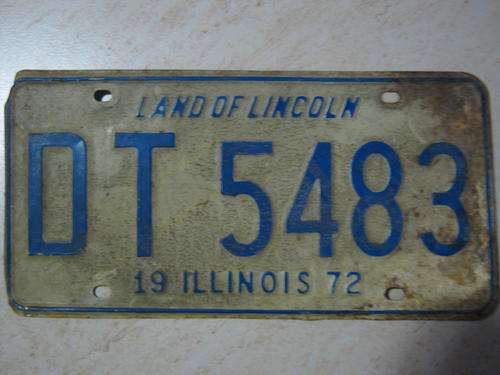 LAND OF LINCOLN
DT 5483
19 ILLINOIS 72